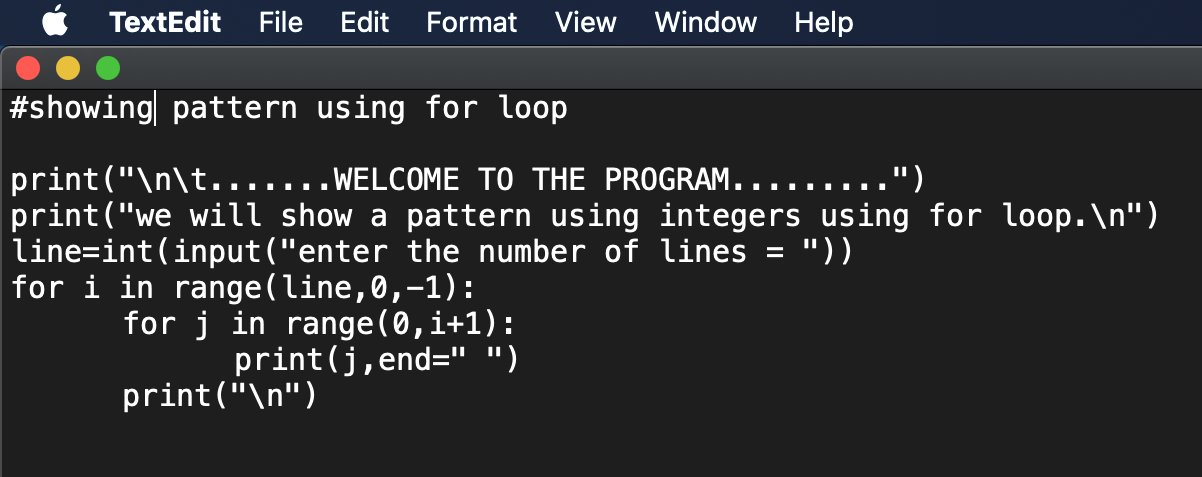 TextEdit File Edit Format View Window Help
#showing pattern using for loop
print("\n\t.......WELCOME TO THE PROGRAM.........")
print("we will show a pattern using integers using for loop.\n")
line=int(input("enter the number of lines = "))
for i in range(line,0,-1):
	for j in range(0,i+1):
		print(j,end=" ")
	print("\n")